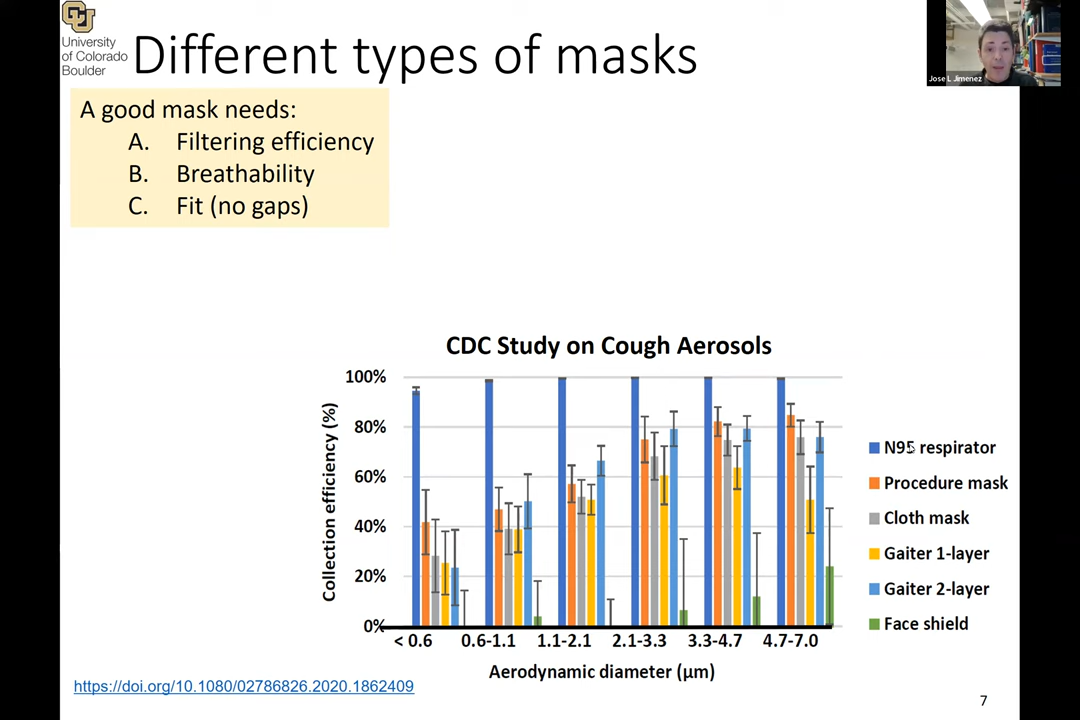 University
of Colorado
Boulder
Different types of masks
Jose L Jimenez
A good mask needs:
A. Filtering efficiency
B. Breathability
C. Fit (no gaps)
CDC Study on Cough Aerosols
Collection efficiency (%)
100%
80%
60%
40%
20%
0%
< 0.6 0.6-1.1 1.1-2.1 2.1-3.3 3.3-4.7 4.7-7.0
Aerodynamic diameter (µm)
N95 respirator
Procedure mask
Cloth mask
Gaiter 1-layer
Gaiter 2-layer
Face shield
https://doi.org/10.1080/02786826.2020.1862409
7